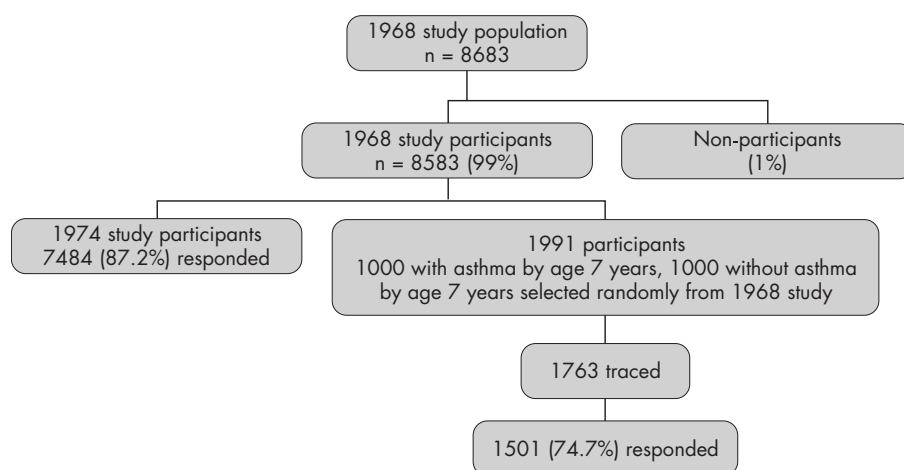 1968 study population
n = 8683
1968 study participants
n = 8583 (99%)
Non-participants
(1%)
1974 study participants
7484 (87.2%) responded
1991 participants
1000 with asthma by age 7 years, 1000 without asthma
by age 7 years selected randomly from 1968 study
1763 traced
1501 (74.7%) responded